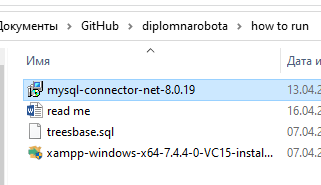 Документы > GitHub > diplomnarobota > how to run
Имя
Дата и
mysql-connector-net-8.0.19
13.04.2
read me
07.04.2
treesbase.sql
07.04.2
xampp-windows-x64-7.4.4-0-VC15-instal...
07.04.2